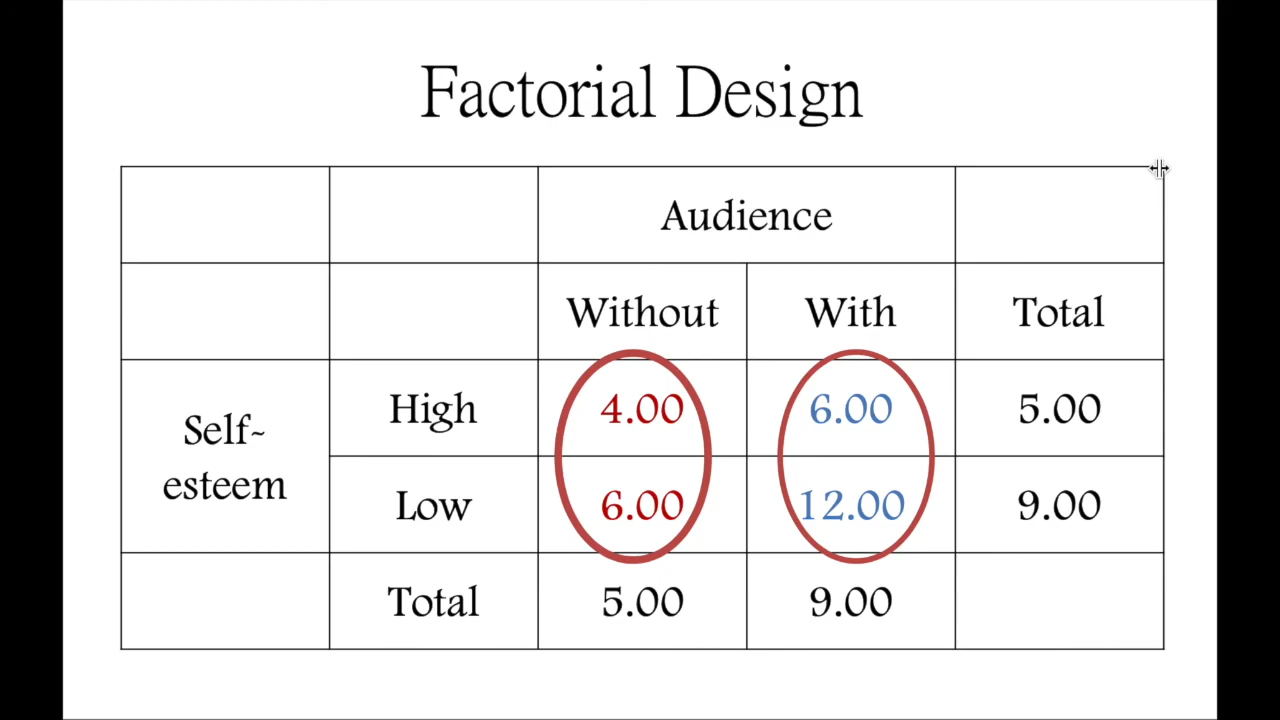 Factorial Design
Audience
Without With Total
High 4.00 6.00 5.00
Self-
esteem
Low 6.00 12.00 9.00
Total 5.00 9.00